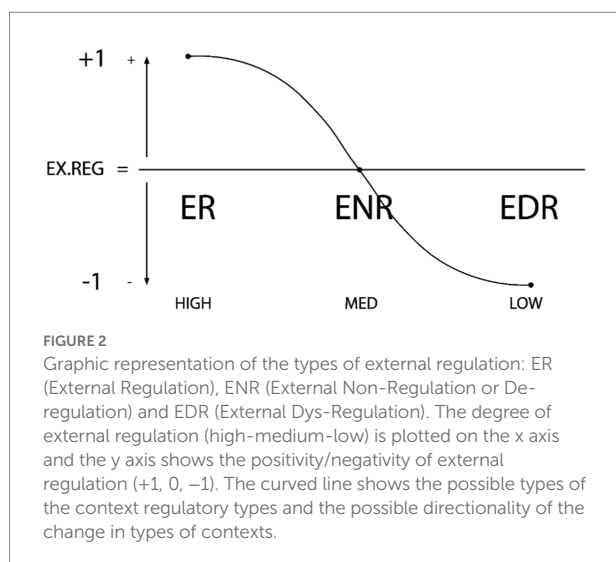 +1 +
EX.REG =
ER ENR EDR
-1 -
HIGH MED LOW
FIGURE 2
Graphic representation of the types of external regulation: ER
(External Regulation), ENR (External Non-Regulation or De-
regulation) and EDR (External Dys-Regulation). The degree of
external regulation (high-medium-low) is plotted on the x axis
and the y axis shows the positivity/negativity of external
regulation (+1, 0, −1). The curved line shows the possible types of
the context regulatory types and the possible directionality of the
change in types of contexts.